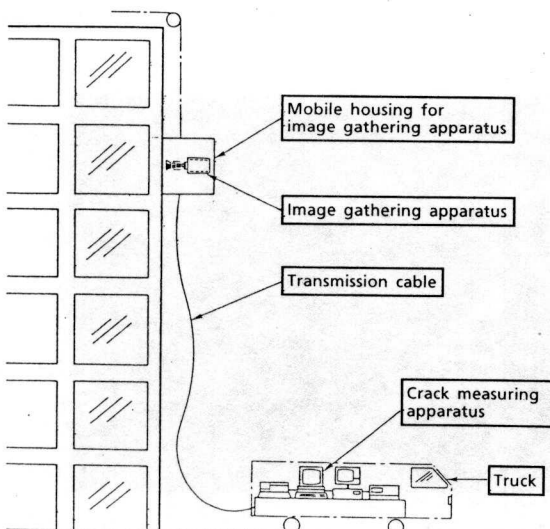 Mobile housing for
image gathering apparatus
Image gathering apparatus
Transmission cable
Crack measuring
apparatus
Truck